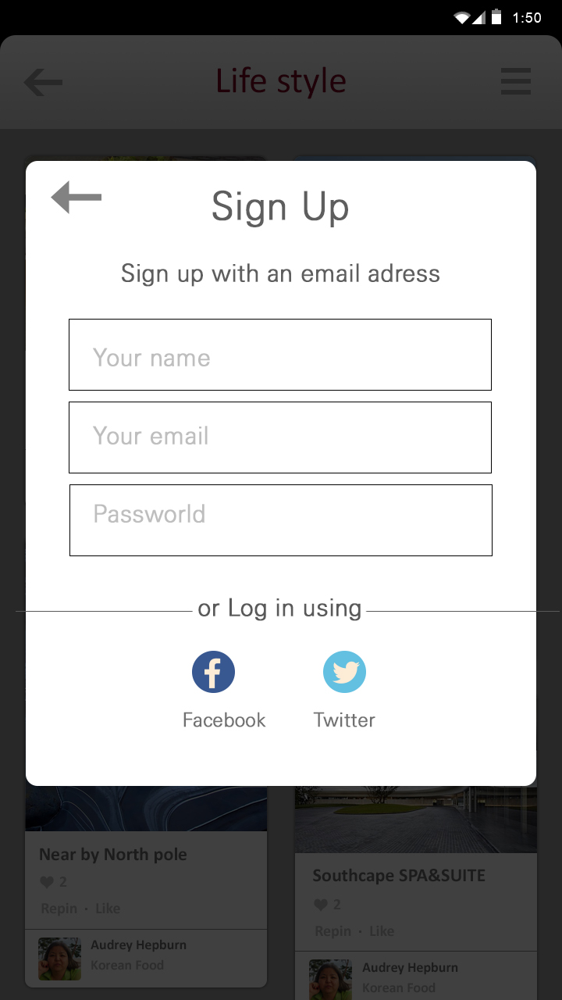 1:50
Life style
Sign Up
Sign up with an email adress
Your name
Your email
Passworld
or Log in using
Facebook
Twitter
Near by North pole
2
Repin · Like
Audrey Hepburn
Korean Food
Southcape SPA&SUITE
2
Repin · Like
Audrey Hepburn
Korean Food